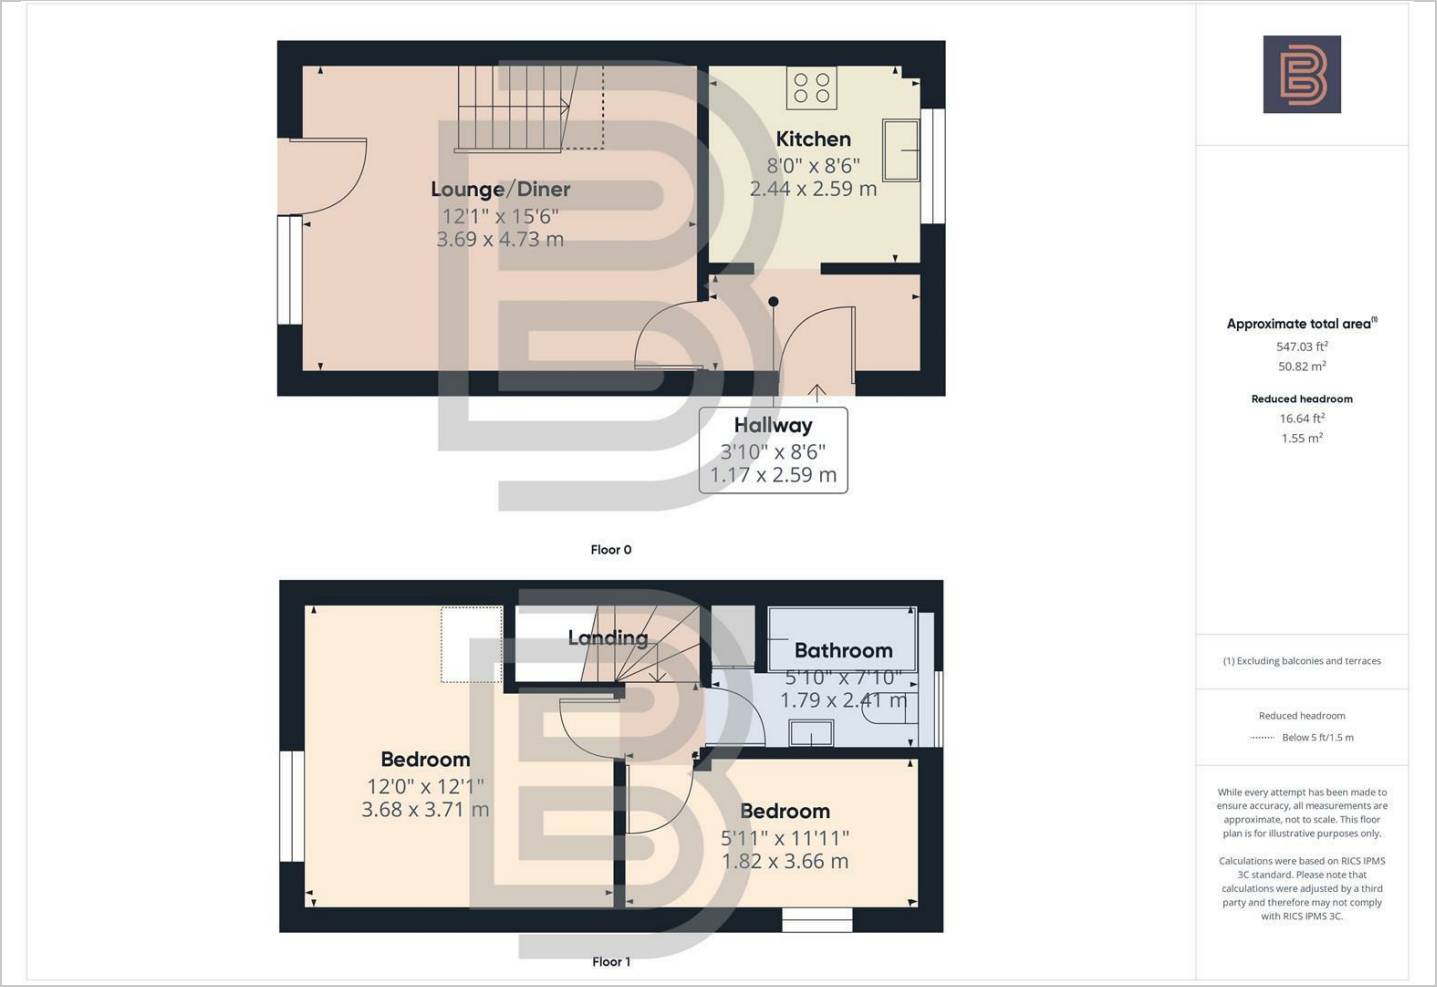 Kitchen
8'0" x 8'6"
2.44 x 2.59 m
Lounge/Diner
12'1" x 15'6"
3.69 x 4.73 m
Hallway
3'10" x 8'6"
1.17 x 2.59 m
Floor 0
Landing
Bathroom
5'10" x 7'10"
1.79 x 2.41 m
Bedroom
12'0" x 12'1"
3.68 x 3.71 m
Bedroom
5'11" x 11'11"
1.82 x 3.66 m
Floor 1
B
Approximate total area(1)
547.03 ft²
50.82 m²
Reduced headroom
16.64 ft²
1.55 m²
(1) Excluding balconies and terraces
Reduced headroom
Below 5 ft/1.5 m
While every attempt has been made to
ensure accuracy, all measurements are
approximate, not to scale. This floor
plan is for illustrative purposes only.
Calculations were based on RICS IPMS
3C standard. Please note that
calculations were adjusted by a third
party and therefore may not comply
with RICS IPMS 3C.